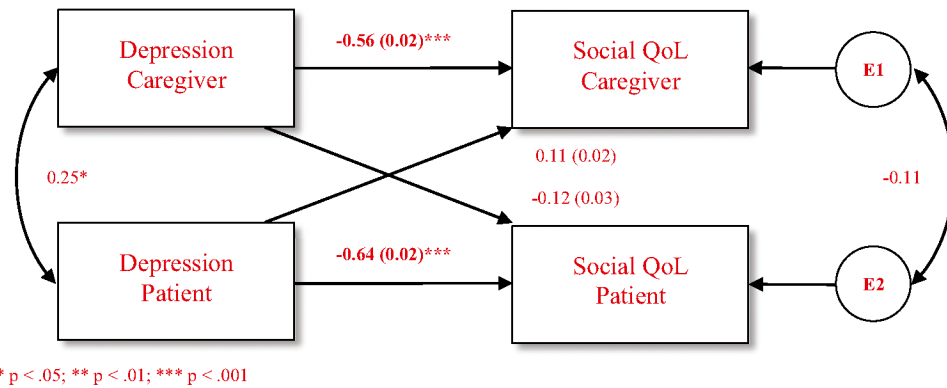 Depression
Caregiver
-0.56 (0.02)***
Social QoL
Caregiver
E1
0.25*
0.11 (0.02)
-0.12 (0.03)
-0.11
Depression
Patient
-0.64 (0.02)***
Social QoL
Patient
E2
* p < .05; ** p < .01; *** p < .001